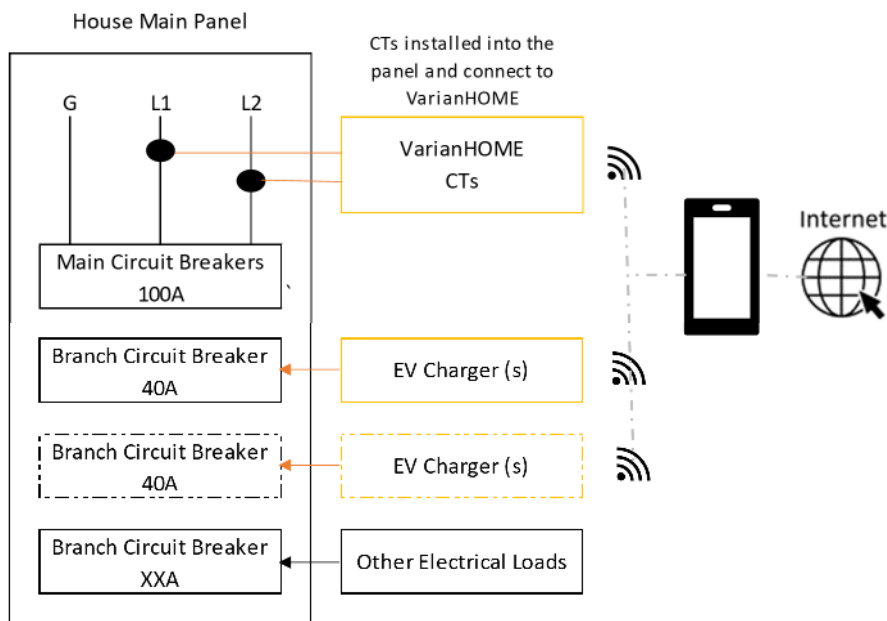 House Main Panel
CTs installed into the
panel and connect to
VarianHOME
G
L1
L2
VarianHOME
CTs
Internet
Main Circuit Breakers
100A
`
Branch Circuit Breaker
40A
EV Charger (s)
Branch Circuit Breaker
40A
EV Charger (s)
Branch Circuit Breaker
XXA
Other Electrical Loads